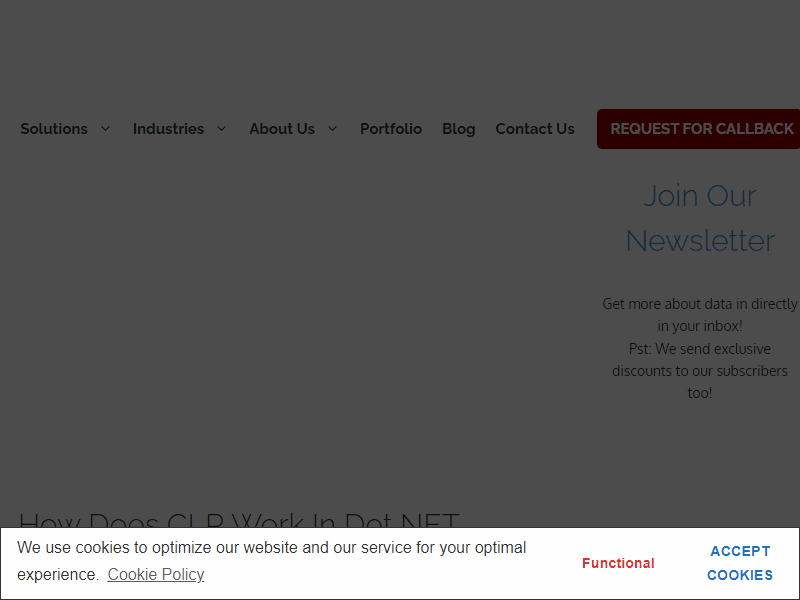 Solutions Industries About Us Portfolio Blog Contact Us REQUEST FOR CALLBACK
Join Our
Newsletter
Get more about data in directly
in your inbox!
Pst: We send exclusive
discounts to our subscribers
too!
How Does CLR Work In Dot NET
We use cookies to optimize our website and our service for your optimal
experience. Cookie Policy
Functional
ACCEPT
COOKIES